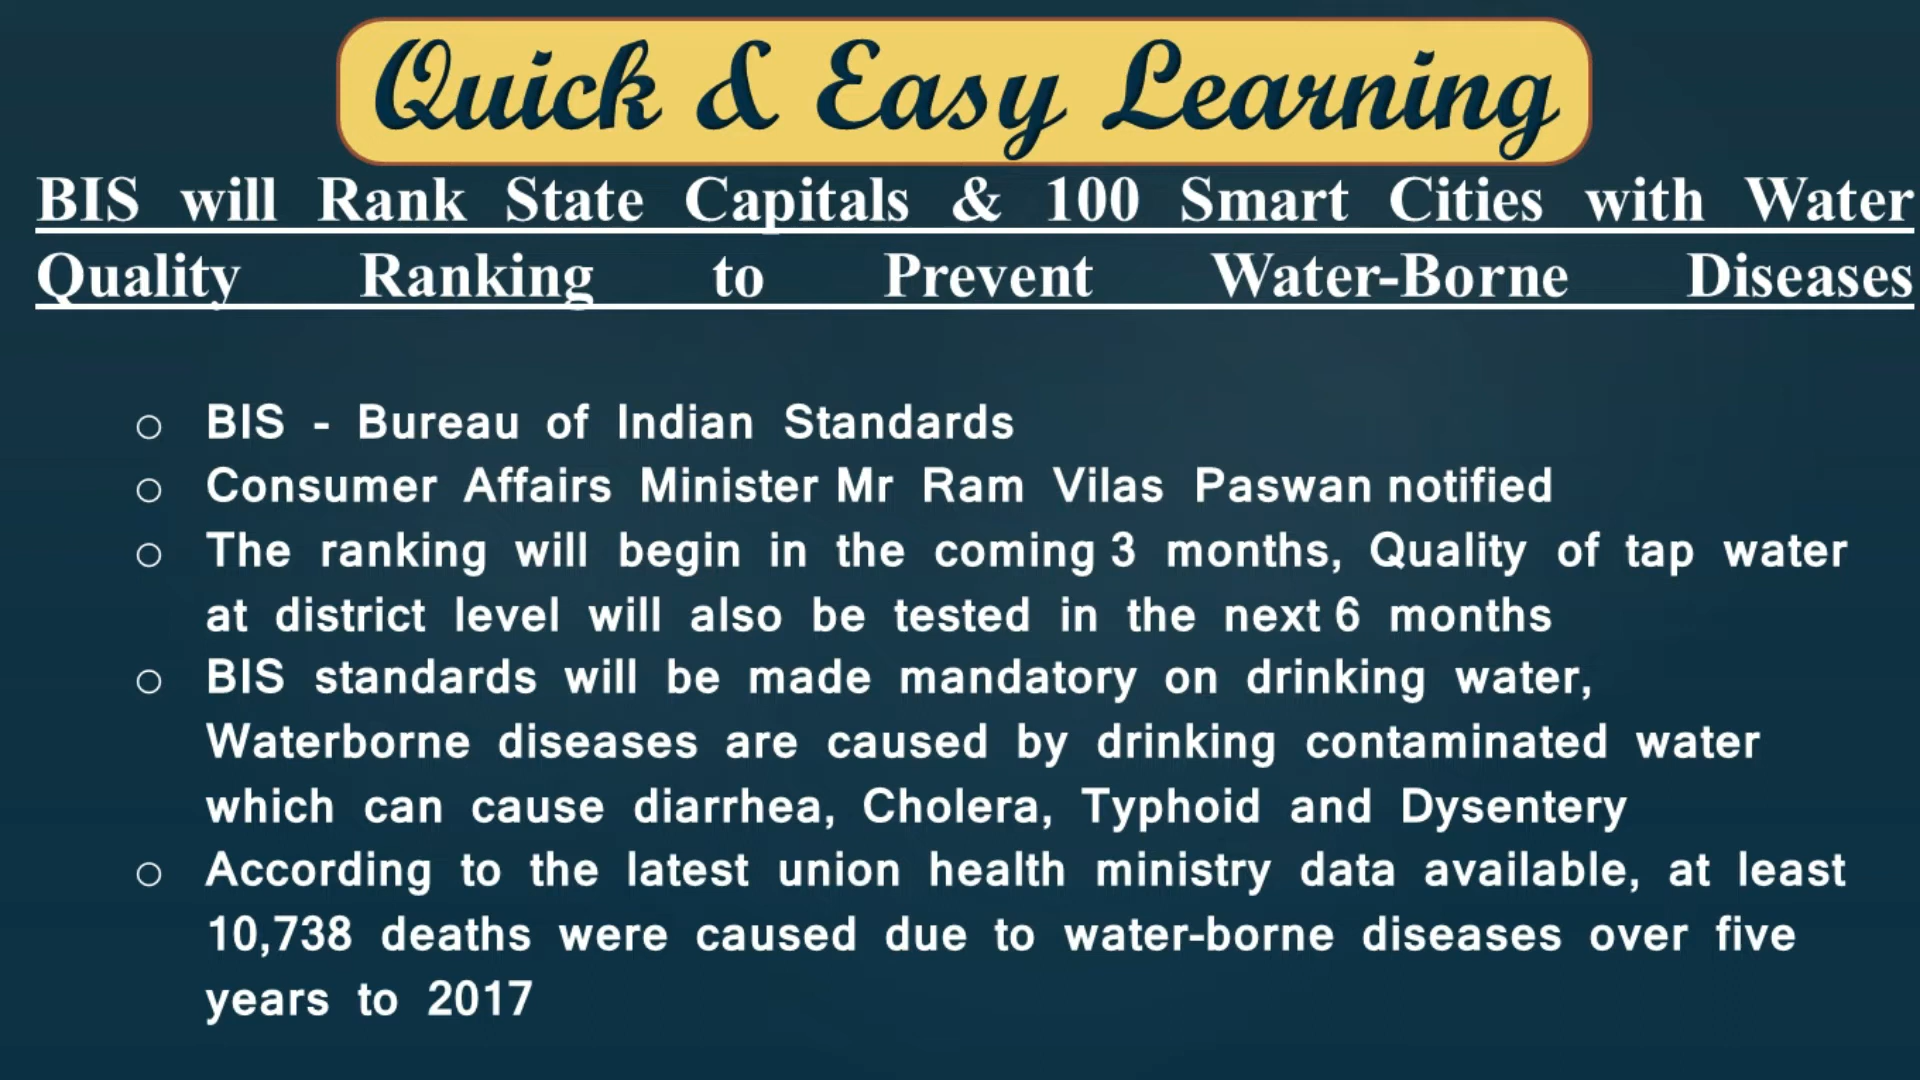 Quick & Easy Learning
BIS will Rank State Capitals & 100 Smart Cities with Water
Quality Ranking to Prevent Water-Borne Diseases
o BIS - Bureau of Indian Standards
o Consumer Affairs Minister Mr Ram Vilas Paswan notified
o The ranking will begin in the coming 3 months, Quality of tap water
at district level will also be tested in the next 6 months
o BIS standards will be made mandatory on drinking water,
Waterborne diseases are caused by drinking contaminated water
which can cause diarrhea, Cholera, Typhoid and Dysentery
o According to the latest union health ministry data available, at least
10,738 deaths were caused due to water-borne diseases over five
years to 2017